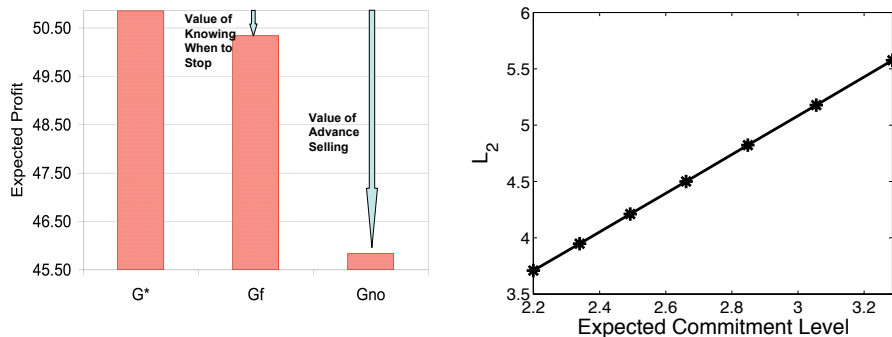 Expected Profit
50.50
49.50
48.50
47.50
46.50
45.50
Value of
Knowing
When to
Stop
Value of
Advance
Selling
G*
Gf
Gno
L2
6
5.5
5
4.5
4
3.5
2.2
2.4
2.6
2.8
3
3.2
Expected Commitment Level